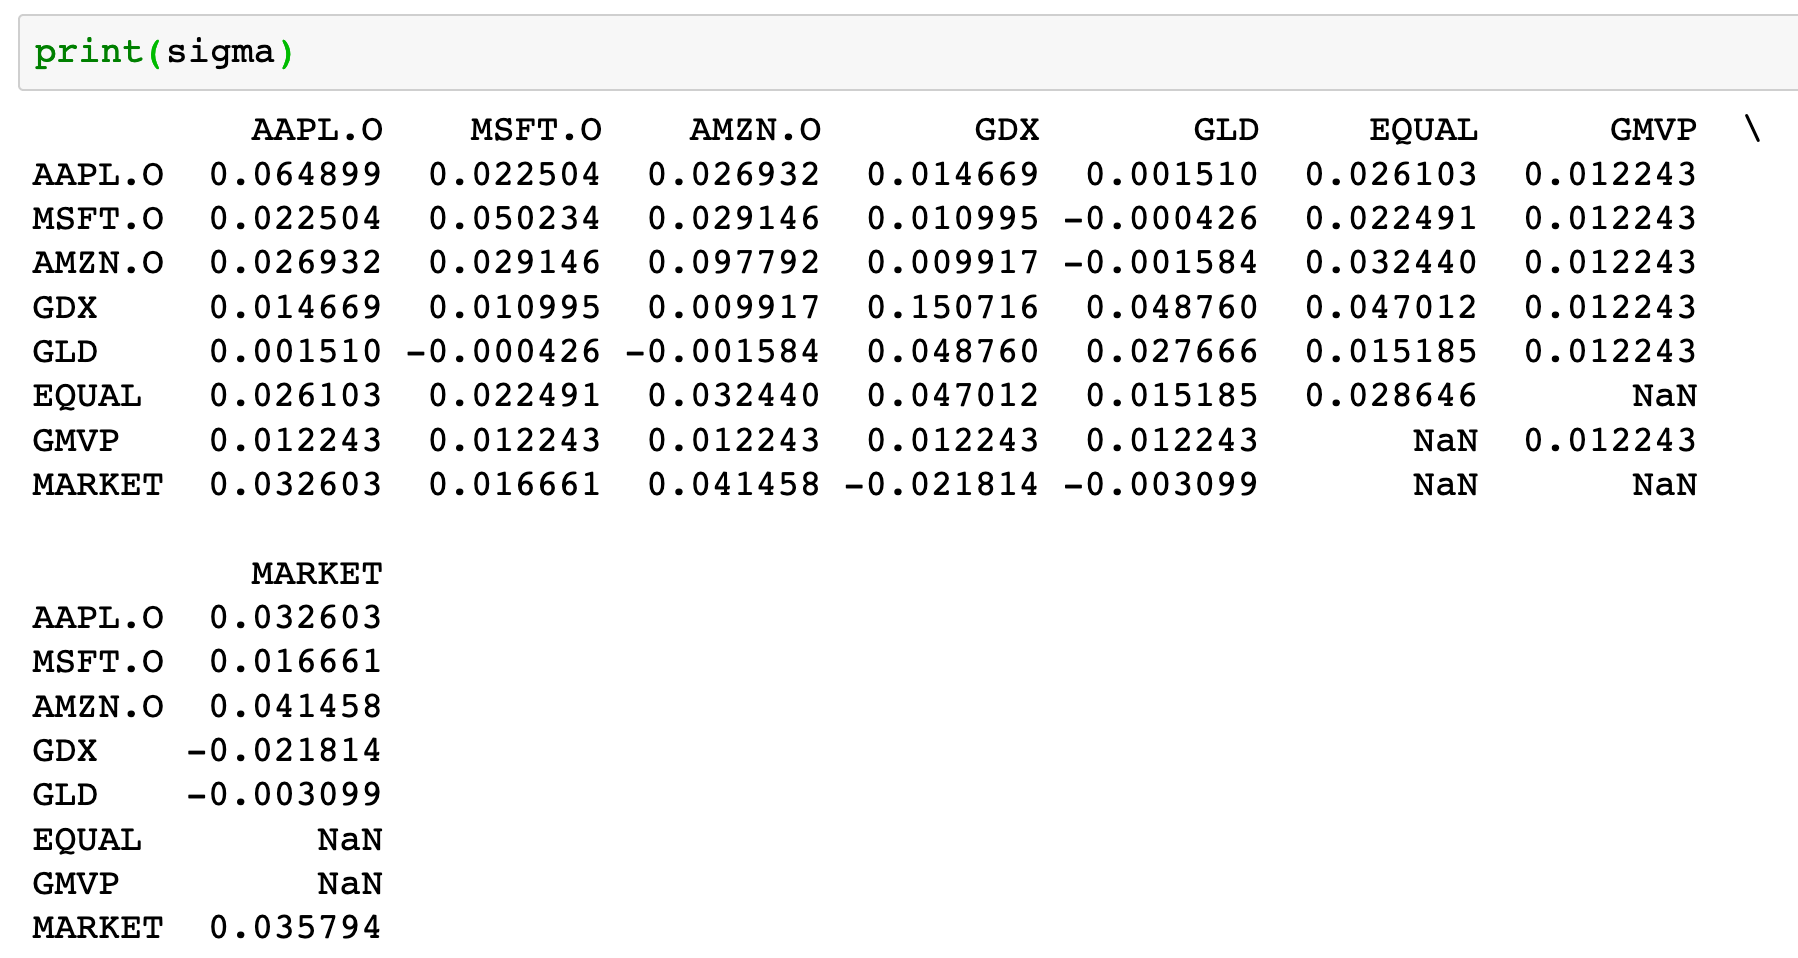 print(sigma)
AAPL.O MSFT.O AMZN.O GDX GLD EQUAL GMVP \
AAPL.O 0.064899 0.022504 0.026932 0.014669 0.001510 0.026103 0.012243
MSFT.O 0.022504 0.050234 0.029146 0.010995 -0.000426 0.022491 0.012243
AMZN.O 0.026932 0.029146 0.097792 0.009917 -0.001584 0.032440 0.012243
GDX 0.014669 0.010995 0.009917 0.150716 0.048760 0.047012 0.012243
GLD 0.001510 -0.000426 -0.001584 0.048760 0.027666 0.015185 0.012243
EQUAL 0.026103 0.022491 0.032440 0.047012 0.015185 0.028646 NaN
GMVP 0.012243 0.012243 0.012243 0.012243 0.012243 NaN 0.012243
MARKET 0.032603 0.016661 0.041458 -0.021814 -0.003099 NaN NaN
MARKET
AAPL.O 0.032603
MSFT.O 0.016661
AMZN.O 0.041458
GDX -0.021814
GLD -0.003099
EQUAL NaN
GMVP NaN
MARKET 0.035794